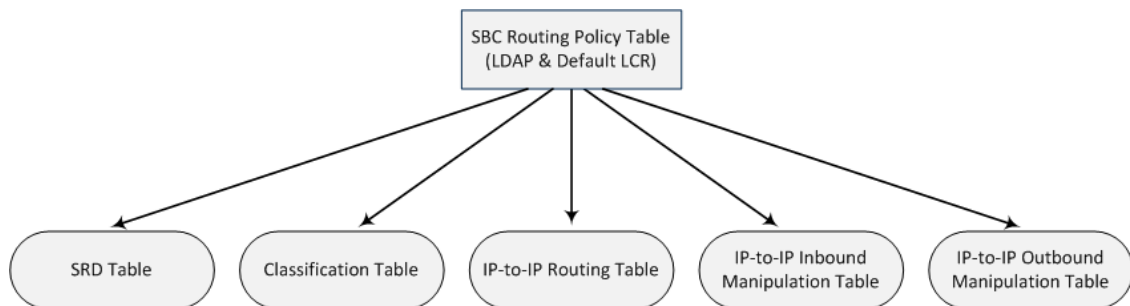 SBC Routing Policy Table
(LDAP & Default LCR)
SRD Table
Classification Table
IP-to-IP Routing Table
IP-to-IP Inbound
Manipulation Table
IP-to-IP Outbound
Manipulation Table